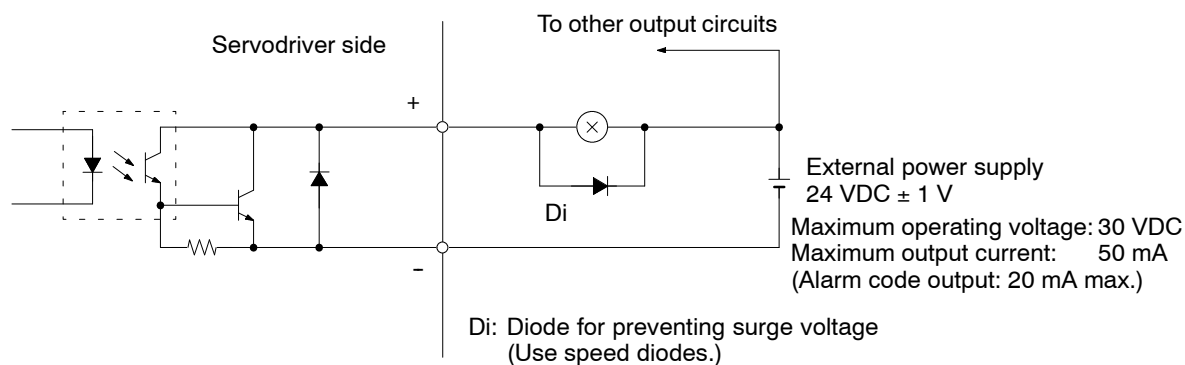 To other output circuits
Servodriver side
+
External power supply
24 VDC ± 1 V
Di
Maximum operating voltage: 30 VDC
Maximum output current: 50 mA
(Alarm code output: 20 mA max.)
–
Di: Diode for preventing surge voltage
(Use speed diodes.)